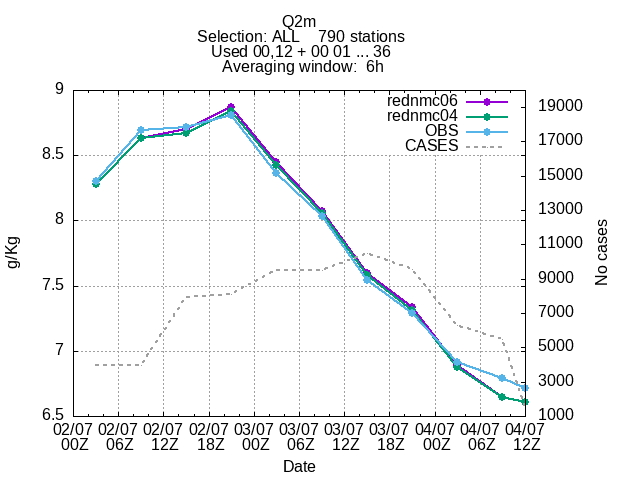 Q2m
Selection: ALL 790 stations
Used 00,12 + 00 01 ... 36
Averaging window: 6h
rednmc06
rednmc04
OBS
CASES
9
8.5
8
7.5
7
6.5
g/Kg
19000
17000
15000
13000
11000
9000
7000
5000
3000
1000
No cases
02/07 02/07 02/07 02/07 03/07 03/07 03/07 03/07 04/07 04/07 04/07
00Z 06Z 12Z 18Z 00Z 06Z 12Z 18Z 00Z 06Z 12Z
Date